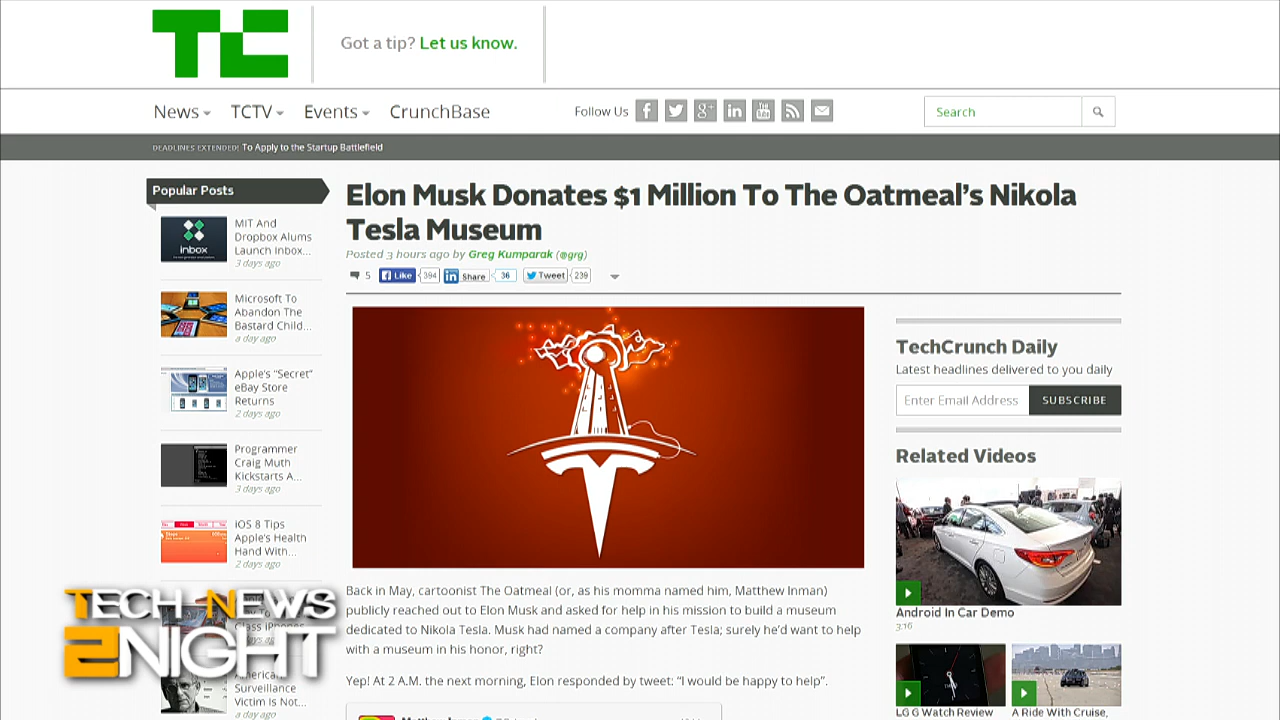 TC
Got a tip? Let us know.
News TCTV Events CrunchBase Follow Us Search
DEADLINES EXTENDED! To Apply to the Startup Battlefield
Popular Posts
MIT And
Dropbox Alums
Launch Inbox...
3 days ago
inbox
Microsoft To
Abandon The
Bastard Child...
a day ago
Apple's "Secret"
eBay Store
Returns
2 days ago
Programmer
Craig Muth
Kickstarts A...
3 days ago
iOS 8 Tips
Apple's Health
Hand With...
2 days ago
American
Surveillance
Victim Is Not...
a day ago
TECH NEWS
2NIGHT
Elon Musk Donates $1 Million To The Oatmeal's Nikola
Tesla Museum
Posted 3 hours ago by Greg Kumparak (@grg)
5 Like 394 Share 36 Tweet 239
Back in May, cartoonist The Oatmeal (or, as his momma named him, Matthew Inman)
publicly reached out to Elon Musk and asked for help in his mission to build a museum
dedicated to Nikola Tesla. Musk had named a company after Tesla; surely he'd want to help
with a museum in his honor, right?
Yep! At 2 A.M. the next morning, Elon responded by tweet: "I would be happy to help".
TechCrunch Daily
Latest headlines delivered to you daily
Enter Email Address SUBSCRIBE
Related Videos
Android In Car Demo
3:16
LG G Watch Review
A Ride With Cruise,